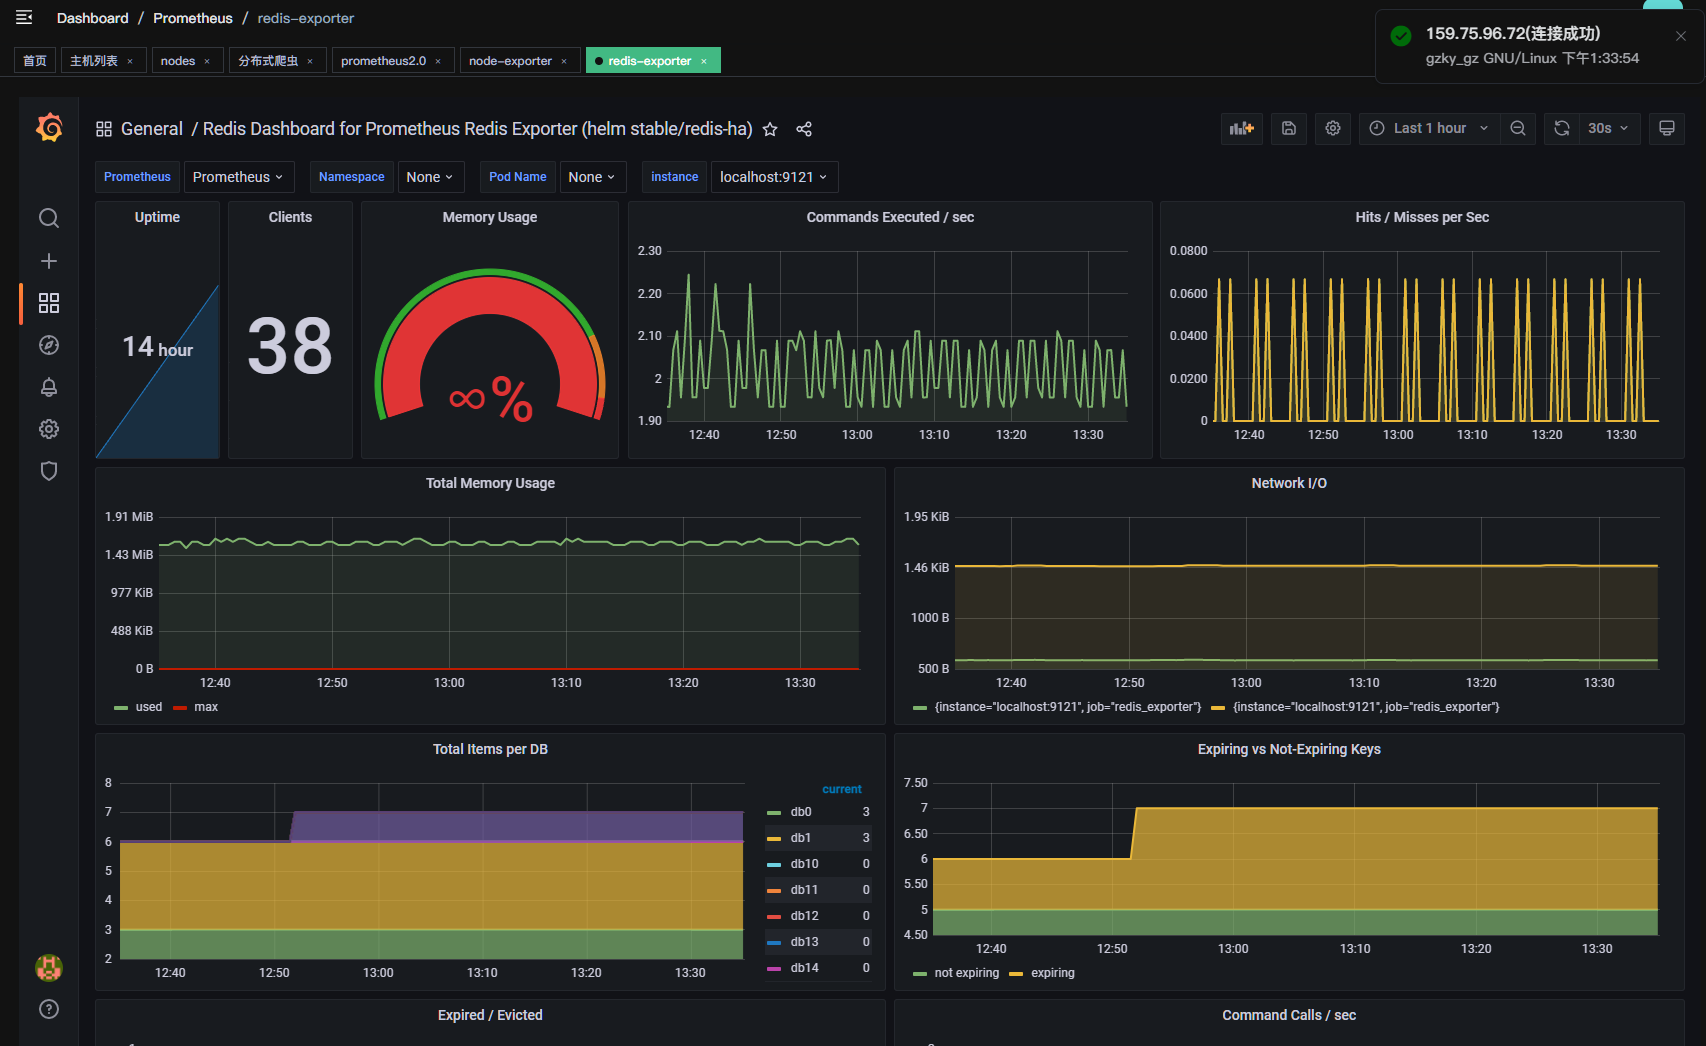 Dashboard / Prometheus / redis-exporter
159.75.96.72(连接成功)
gzky_gz GNU/Linux 下午1:33:54
首页 主机列表 × nodes × 分布式爬虫 × prometheus2.0 × node-exporter × redis-exporter ×
General / Redis Dashboard for Prometheus Redis Exporter (helm stable/redis-ha)
Last 1 hour 30s
Prometheus Prometheus Namespace None Pod Name None instance localhost:9121
Uptime
14 hour
Clients
38
Memory Usage
∞%
Commands Executed / sec
2.30
2.20
2.10
2
1.90
12:40 12:50 13:00 13:10 13:20 13:30
Hits / Misses per Sec
0.0800
0.0600
0.0400
0.0200
0
12:40 12:50 13:00 13:10 13:20 13:30
Total Memory Usage
1.91 MiB
1.43 MiB
977 KiB
488 KiB
0 B
12:40 12:50 13:00 13:10 13:20 13:30
used max
Network I/O
1.95 KiB
1.46 KiB
1000 B
500 B
12:40 12:50 13:00 13:10 13:20 13:30
{instance="localhost:9121", job="redis_exporter"} {instance="localhost:9121", job="redis_exporter"}
Total Items per DB
8
7
6
5
4
3
2
12:40 12:50 13:00 13:10 13:20 13:30
current
db0 3
db1 3
db10 0
db11 0
db12 0
db13 0
db14 0
Expiring vs Not-Expiring Keys
7.50
7
6.50
6
5.50
5
4.50
12:40 12:50 13:00 13:10 13:20 13:30
not expiring expiring
Expired / Evicted
Command Calls / sec